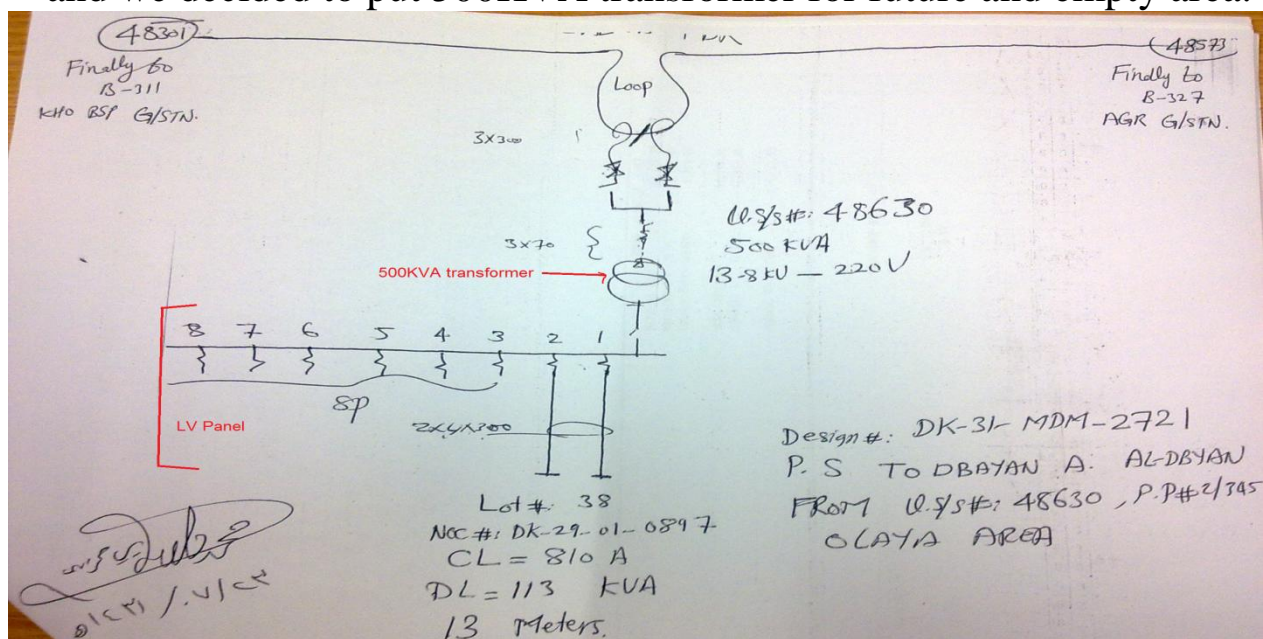 and we decided to put 500KVA transformer for future and empty area.
48301
Finally to
B-311
KHO BSP G/STN.
48573
Findly to
B-327
AGR G/STN.
Loop
3x300
U.S/s#: 48630
500 KVA
13-8 kU — 220 V
3x70
500KVA transformer
8 7 6 5 4 3 2 1
8p
LV Panel
2x4x300
Lot #: 38
NCC #: DK-29-01-0897
CL = 810 A
DL = 113 KVA
13 Meters.
Design #: DK-31-MDM-2721
P.S TO DBAYAN A. AL-DBYAN
FROM U.S/s#: 48630, P.P#2/345
OLAYA AREA